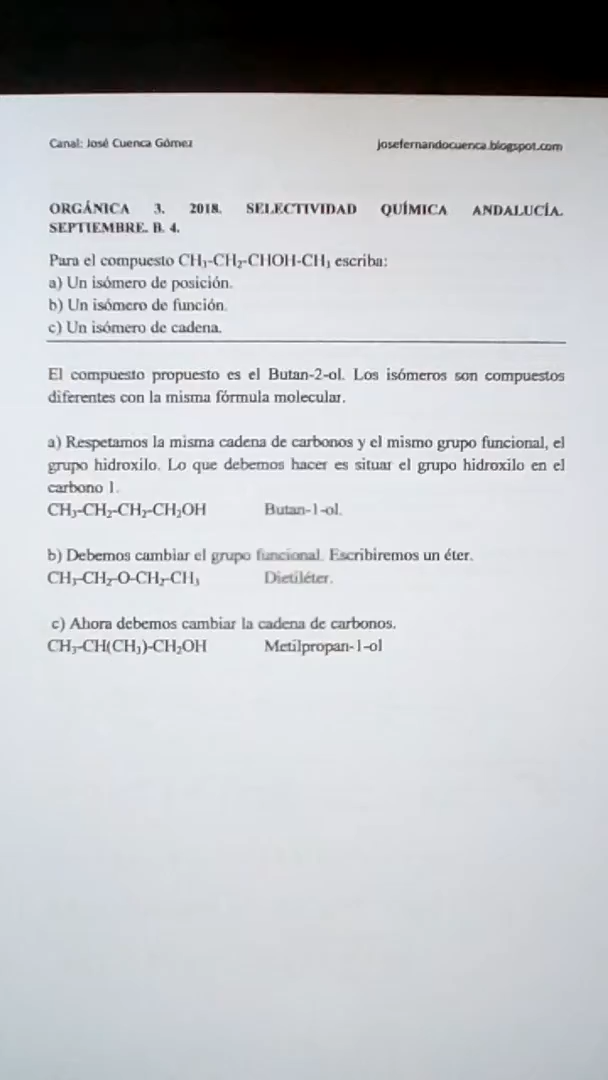 Canal: José Cuenca Gómez josefernandocuenca.blogspot.com
ORGÁNICA 3. 2018. SELECTIVIDAD QUÍMICA ANDALUCÍA.
SEPTIEMBRE. B. 4.
Para el compuesto CH₃-CH₂-CHOH-CH₃ escriba:
a) Un isómero de posición.
b) Un isómero de función.
c) Un isómero de cadena.
El compuesto propuesto es el Butan-2-ol. Los isómeros son compuestos
diferentes con la misma fórmula molecular.
a) Respetamos la misma cadena de carbonos y el mismo grupo funcional, el
grupo hidroxilo. Lo que debemos hacer es situar el grupo hidroxilo en el
carbono 1.
CH₃-CH₂-CH₂-CH₂OH Butan-1-ol.
b) Debemos cambiar el grupo funcional. Escribiremos un éter.
CH₃-CH₂-O-CH₂-CH₃ Dietiléter.
c) Ahora debemos cambiar la cadena de carbonos.
CH₃-CH(CH₃)-CH₂OH Metilpropan-1-ol